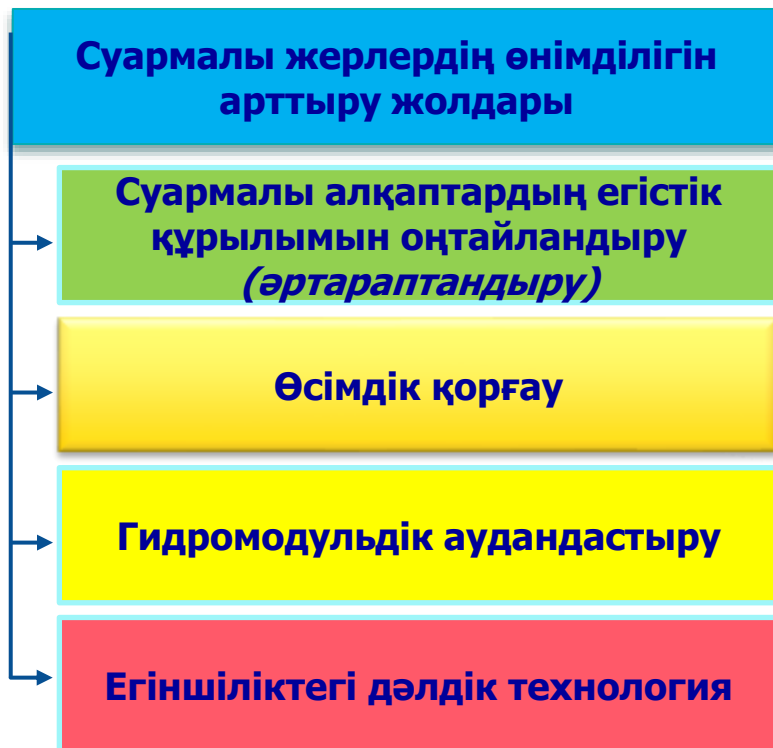 Суармалы жерлердің өнімділігін
арттыру жолдары
Суармалы алқаптардың егістік
құрылымын оңтайландыру
(әртараптандыру)
Өсімдік қорғау
Гидромодульдік аудандастыру
Егіншіліктегі дәлдік технология